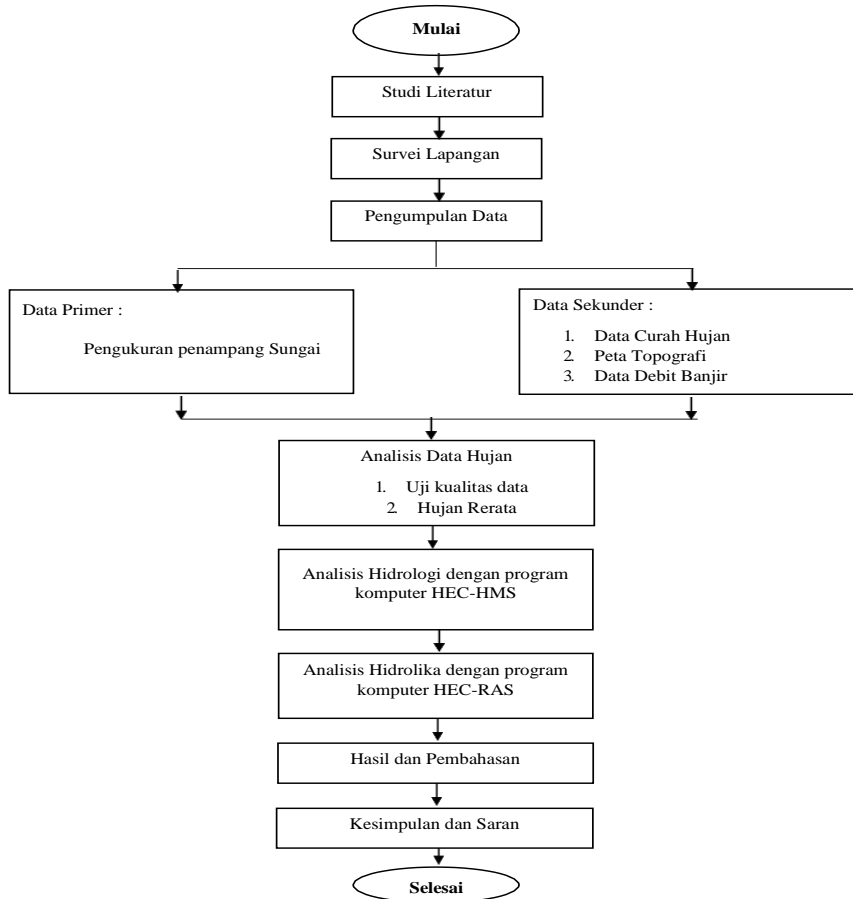 Mulai
Studi Literatur
Survei Lapangan
Pengumpulan Data
Data Primer :
Pengukuran penampang Sungai
Data Sekunder :
1. Data Curah Hujan
2. Peta Topografi
3. Data Debit Banjir
Analisis Data Hujan
1. Uji kualitas data
2. Hujan Rerata
Analisis Hidrologi dengan program
komputer HEC-HMS
Analisis Hidrolika dengan program
komputer HEC-RAS
Hasil dan Pembahasan
Kesimpulan dan Saran
Selesai